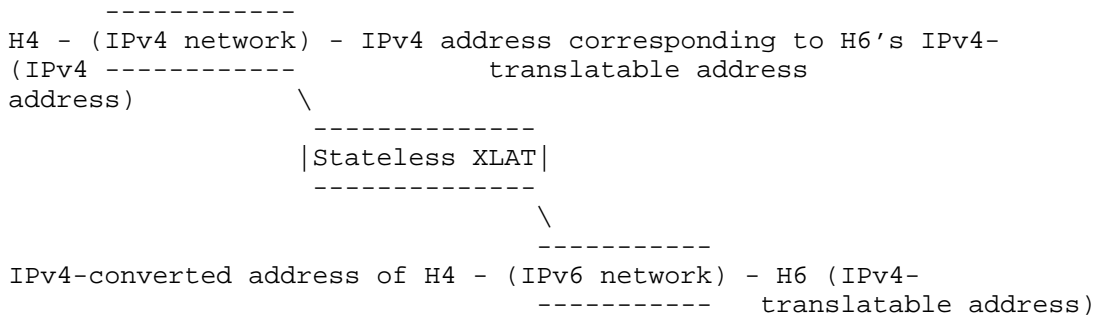 ------------
H4 - (IPv4 network) - IPv4 address corresponding to H6's IPv4-
(IPv4 ------------ translatable address
address) \
--------------
|Stateless XLAT|
--------------
\
-----------
IPv4-converted address of H4 - (IPv6 network) - H6 (IPv4-
----------- translatable address)